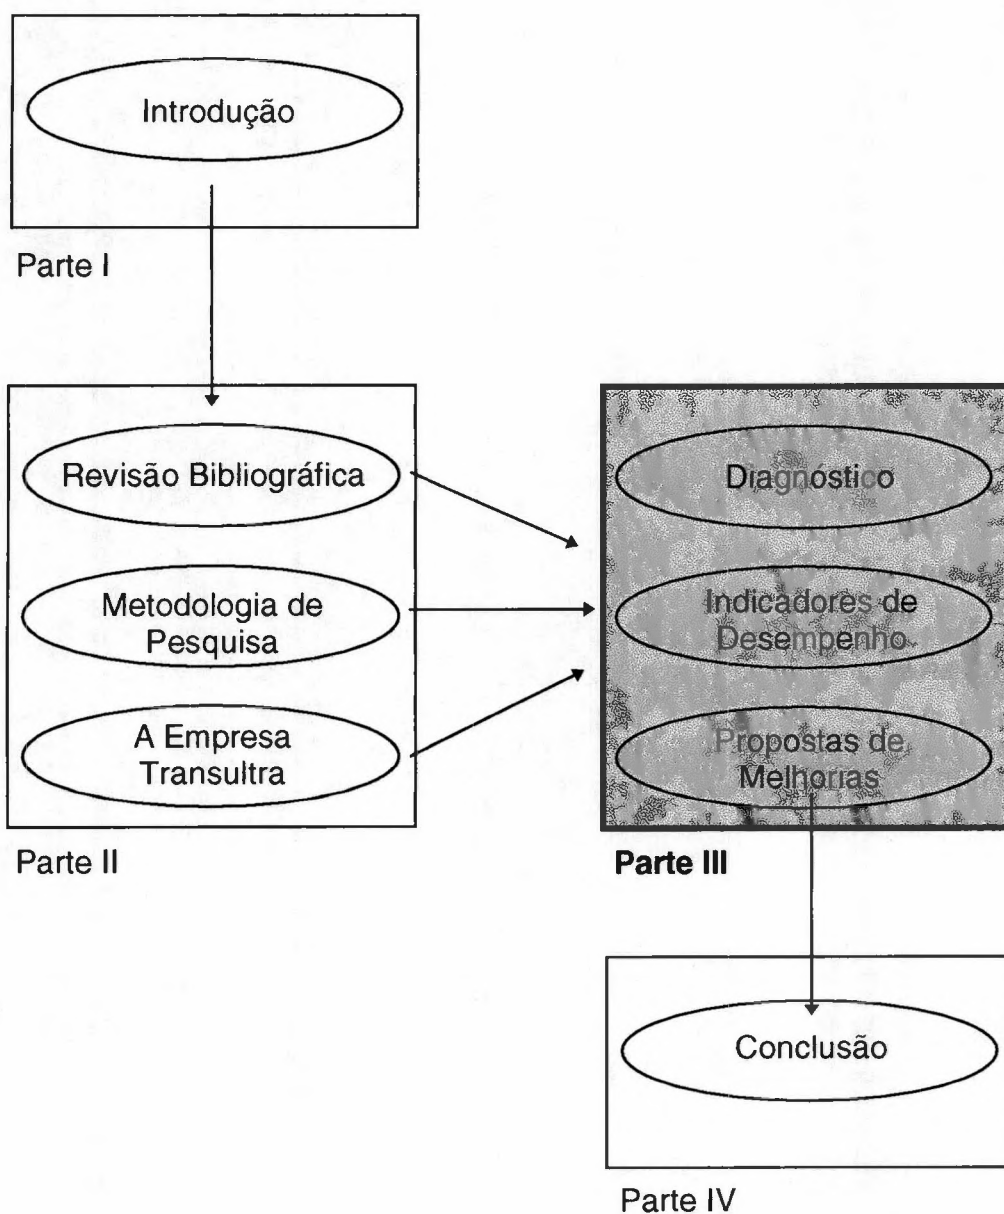 Introdução
Parte I
Revisão Bibliográfica
Metodologia de
Pesquisa
A Empresa
Transultra
Parte II
Diagnóstico
Indicadores de
Desempenho
Propostas de
Melhorias
Parte III
Conclusão
Parte IV